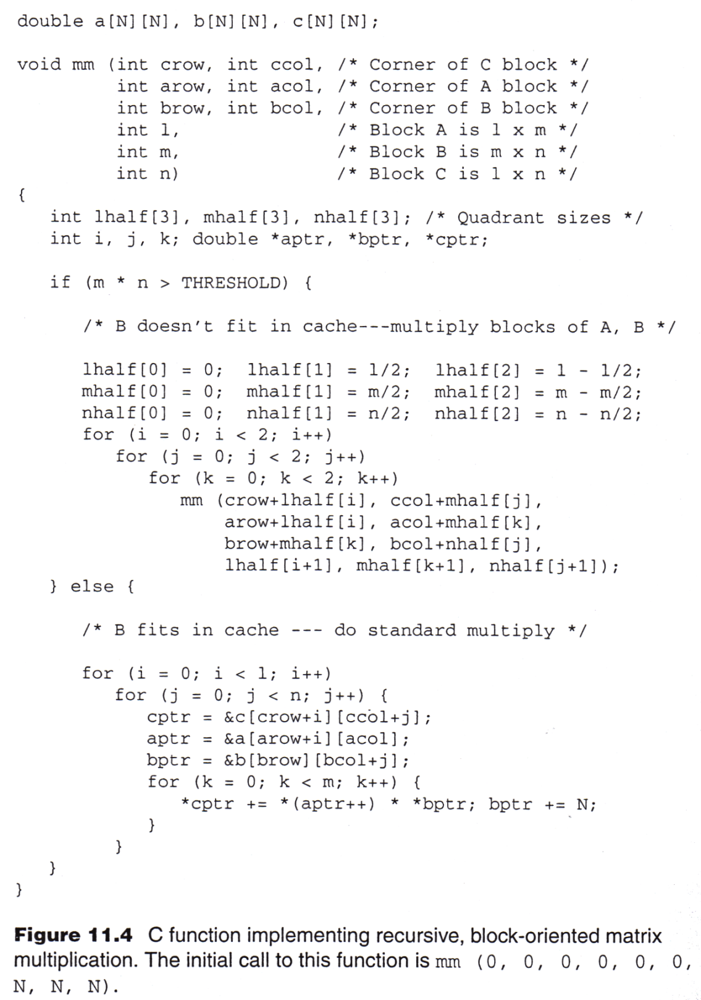 double a[N][N], b[N][N], c[N][N];
void mm (int crow, int ccol, /* Corner of C block */
         int arow, int acol, /* Corner of A block */
         int brow, int bcol, /* Corner of B block */
         int l,              /* Block A is l x m */
         int m,              /* Block B is m x n */
         int n)              /* Block C is l x n */
{
   int lhalf[3], mhalf[3], nhalf[3]; /* Quadrant sizes */
   int i, j, k; double *aptr, *bptr, *cptr;
   if (m * n > THRESHOLD) {
      /* B doesn't fit in cache---multiply blocks of A, B */
      lhalf[0] = 0;  lhalf[1] = l/2;  lhalf[2] = l - l/2;
      mhalf[0] = 0;  mhalf[1] = m/2;  mhalf[2] = m - m/2;
      nhalf[0] = 0;  nhalf[1] = n/2;  nhalf[2] = n - n/2;
      for (i = 0; i < 2; i++)
         for (j = 0; j < 2; j++)
            for (k = 0; k < 2; k++)
               mm (crow+lhalf[i], ccol+mhalf[j],
                   arow+lhalf[i], acol+mhalf[k],
                   brow+mhalf[k], bcol+nhalf[j],
                   lhalf[i+1], mhalf[k+1], nhalf[j+1]);
   } else {
      /* B fits in cache --- do standard multiply */
      for (i = 0; i < l; i++)
         for (j = 0; j < n; j++) {
            cptr = &c[crow+i][ccol+j];
            aptr = &a[arow+i][acol];
            bptr = &b[brow][bcol+j];
            for (k = 0; k < m; k++) {
               *cptr += *(aptr++) * *bptr; bptr += N;
            }
         }
   }
}
Figure 11.4 C function implementing recursive, block-oriented matrix
multiplication. The initial call to this function is mm (0, 0, 0, 0, 0, 0,
N, N, N).